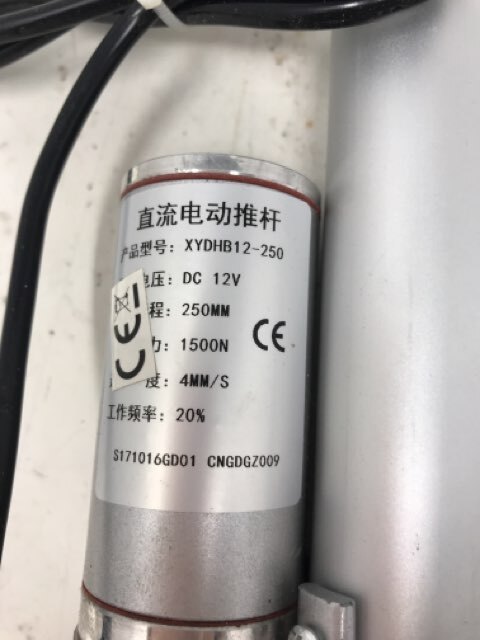 直流电动推杆
产品型号: XYDHB12-250
电压: DC 12V
程: 250MM
力: 1500N
CE
度: 4MM/S
工作频率: 20%
S171016GD01 CNGDGZ009
CE